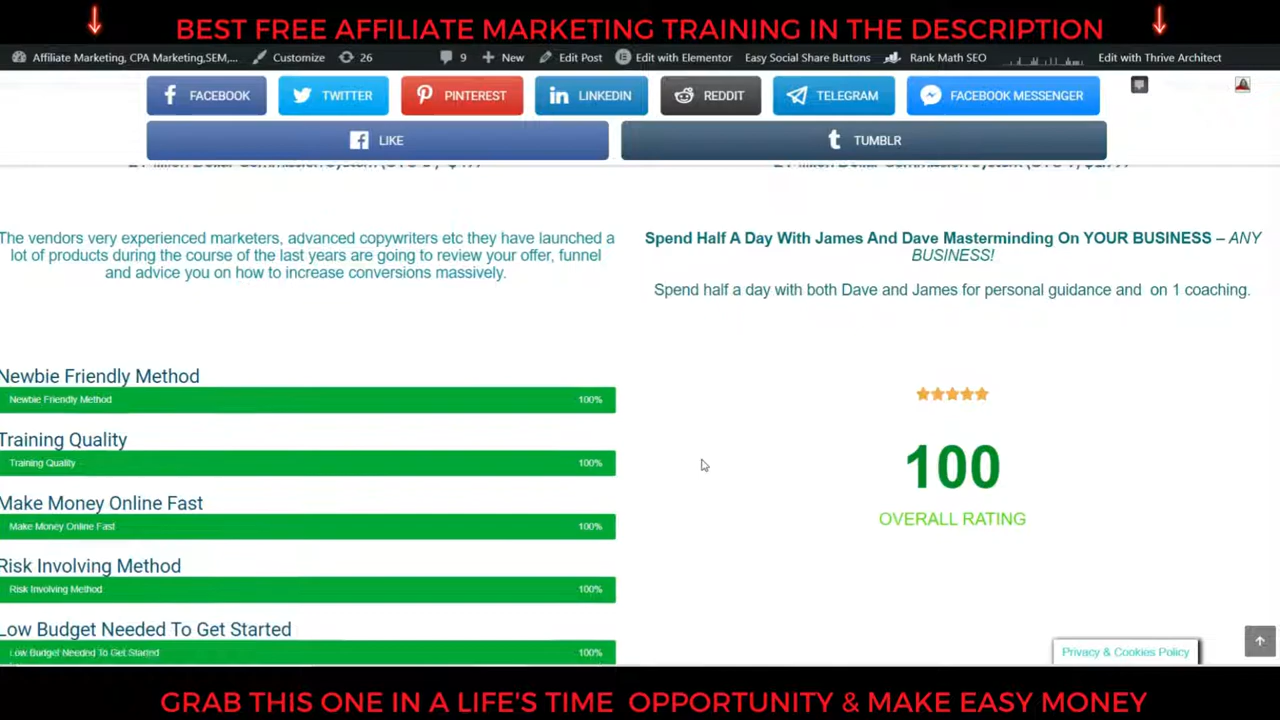 BEST FREE AFFILIATE MARKETING TRAINING IN THE DESCRIPTION
Affiliate Marketing, CPA Marketing,SEM,... Customize 26 9 New Edit Post Edit with Elementor Easy Social Share Buttons Rank Math SEO Edit with Thrive Architect
FACEBOOK TWITTER PINTEREST LINKEDIN REDDIT TELEGRAM FACEBOOK MESSENGER
LIKE TUMBLR
The vendors very experienced marketers, advanced copywriters etc they have launched a
lot of products during the course of the last years are going to review your offer, funnel
and advice you on how to increase conversions massively.
Spend Half A Day With James And Dave Masterminding On YOUR BUSINESS – ANY
BUSINESS!
Spend half a day with both Dave and James for personal guidance and on 1 coaching.
Newbie Friendly Method
Newbie Friendly Method 100%
Training Quality
Training Quality 100%
Make Money Online Fast
Make Money Online Fast 100%
Risk Involving Method
Risk Involving Method 100%
Low Budget Needed To Get Started
Low Budget Needed To Get Started 100%
100
OVERALL RATING
Privacy & Cookies Policy
GRAB THIS ONE IN A LIFE'S TIME OPPORTUNITY & MAKE EASY MONEY